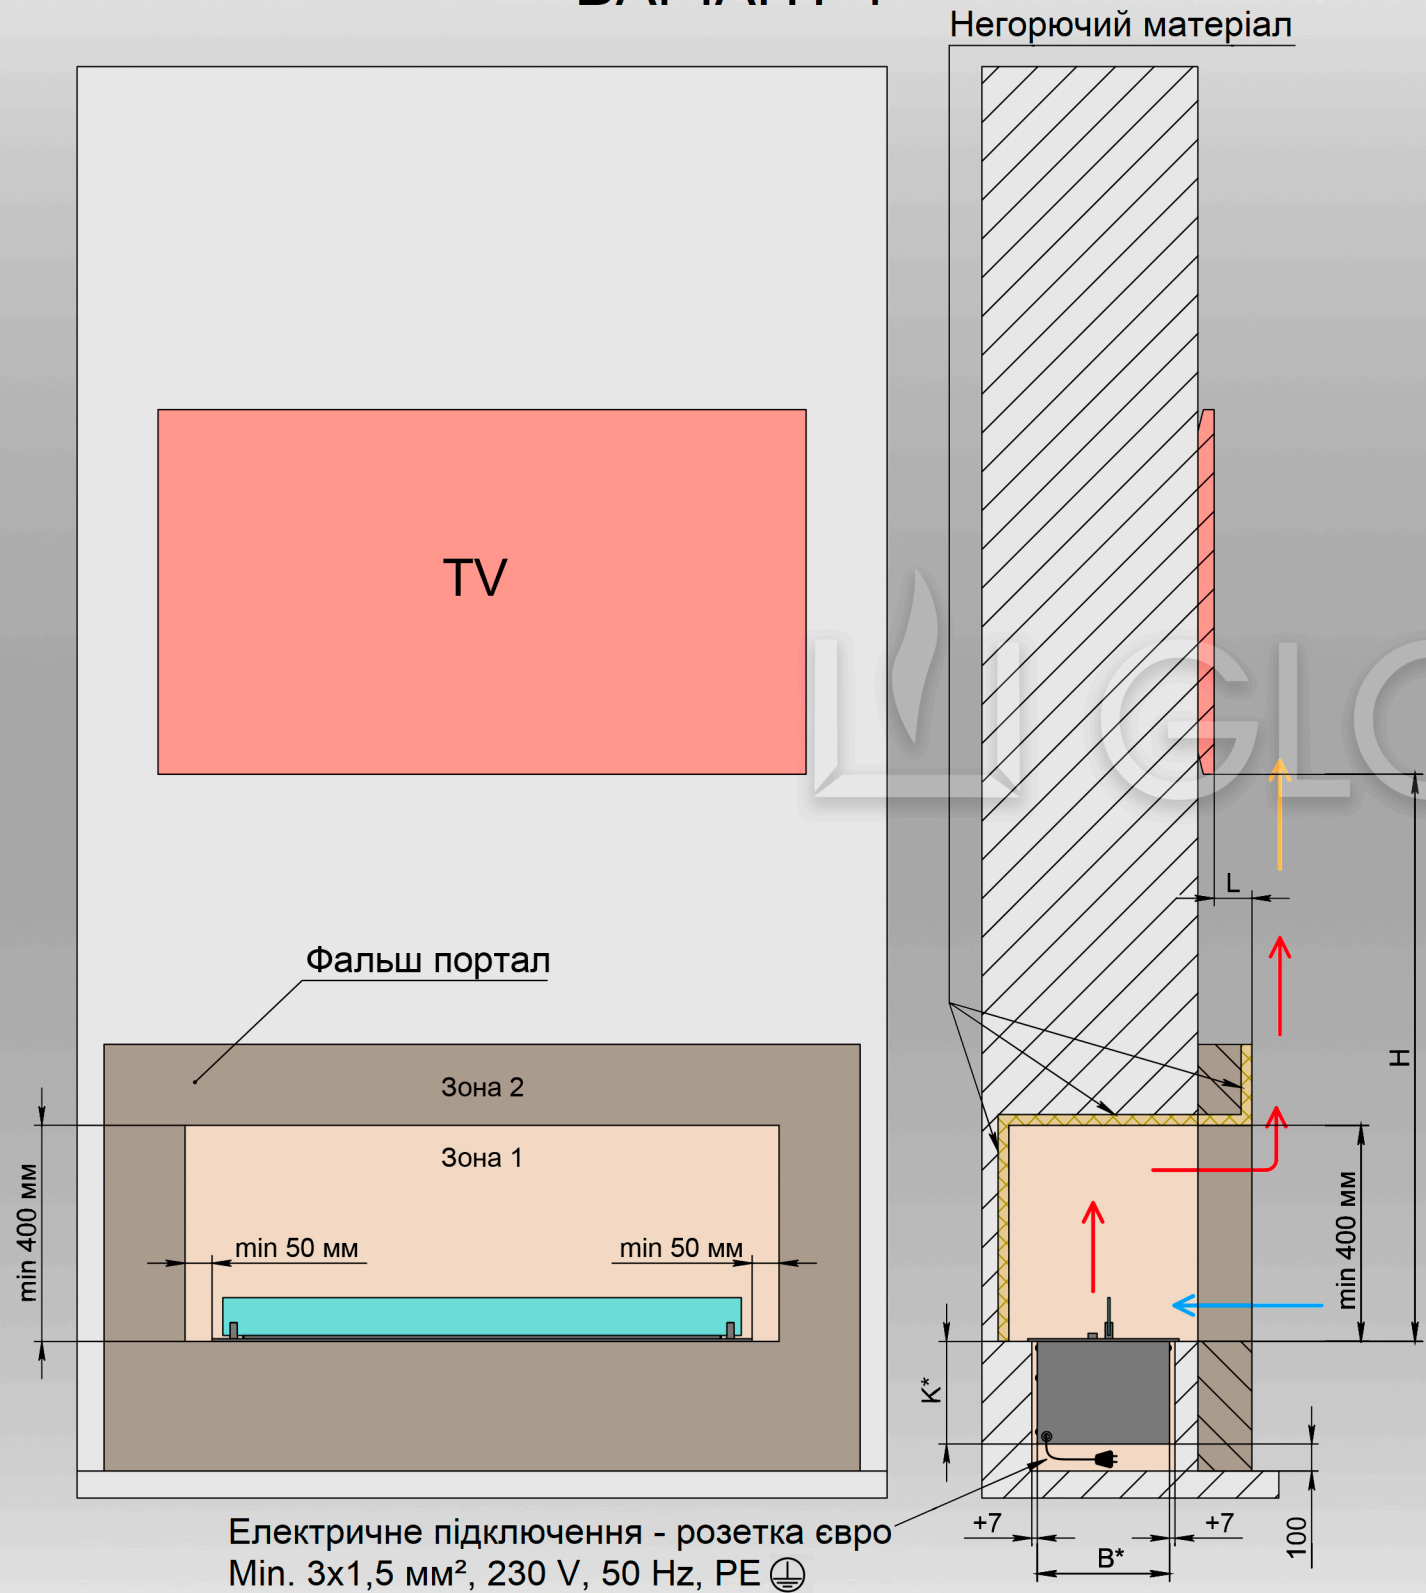 Негорючий матеріал
TV
GLO
L
Фальш портал
H
Зона 2
Зона 1
min 400 мм
min 50 мм
min 50 мм
min 400 мм
K*
Електричне підключення - розетка євро
Min. 3x1,5 мм², 230 V, 50 Hz, PE
+7
+7
B*
100